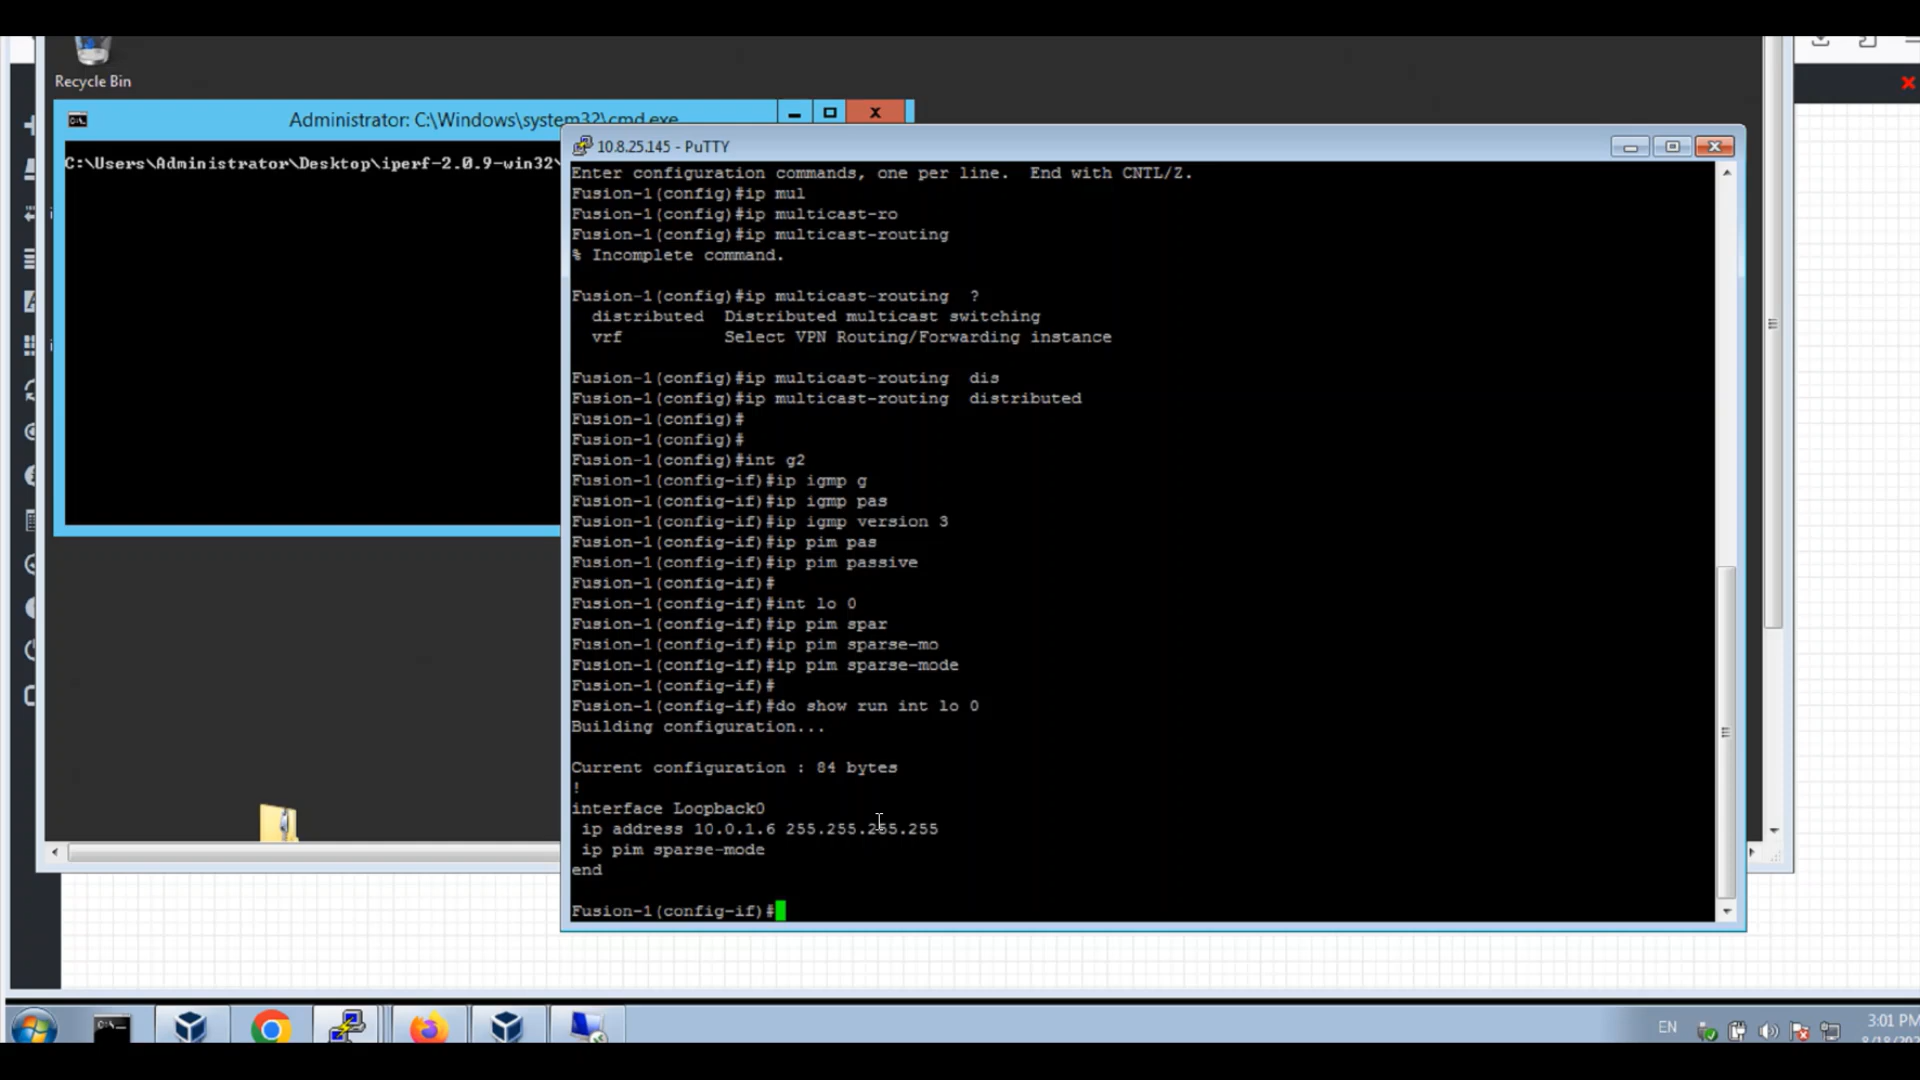 Recycle Bin
Administrator: C:\Windows\system32\cmd.exe
C:\Users\Administrator\Desktop\iperf-2.0.9-win32\
10.8.25.145 - PuTTY
Enter configuration commands, one per line.  End with CNTL/Z.
Fusion-1(config)#ip mul
Fusion-1(config)#ip multicast-ro
Fusion-1(config)#ip multicast-routing
% Incomplete command.
Fusion-1(config)#ip multicast-routing  ?
distributed  Distributed multicast switching
vrf          Select VPN Routing/Forwarding instance
Fusion-1(config)#ip multicast-routing  dis
Fusion-1(config)#ip multicast-routing  distributed
Fusion-1(config)#
Fusion-1(config)#
Fusion-1(config)#int g2
Fusion-1(config-if)#ip igmp g
Fusion-1(config-if)#ip igmp pas
Fusion-1(config-if)#ip igmp version 3
Fusion-1(config-if)#ip pim pas
Fusion-1(config-if)#ip pim passive
Fusion-1(config-if)#
Fusion-1(config-if)#int lo 0
Fusion-1(config-if)#ip pim spar
Fusion-1(config-if)#ip pim sparse-mo
Fusion-1(config-if)#ip pim sparse-mode
Fusion-1(config-if)#
Fusion-1(config-if)#do show run int lo 0
Building configuration...
Current configuration : 84 bytes
!
interface Loopback0
ip address 10.0.1.6 255.255.255.255
ip pim sparse-mode
end
Fusion-1(config-if)#
EN
3:01 PM